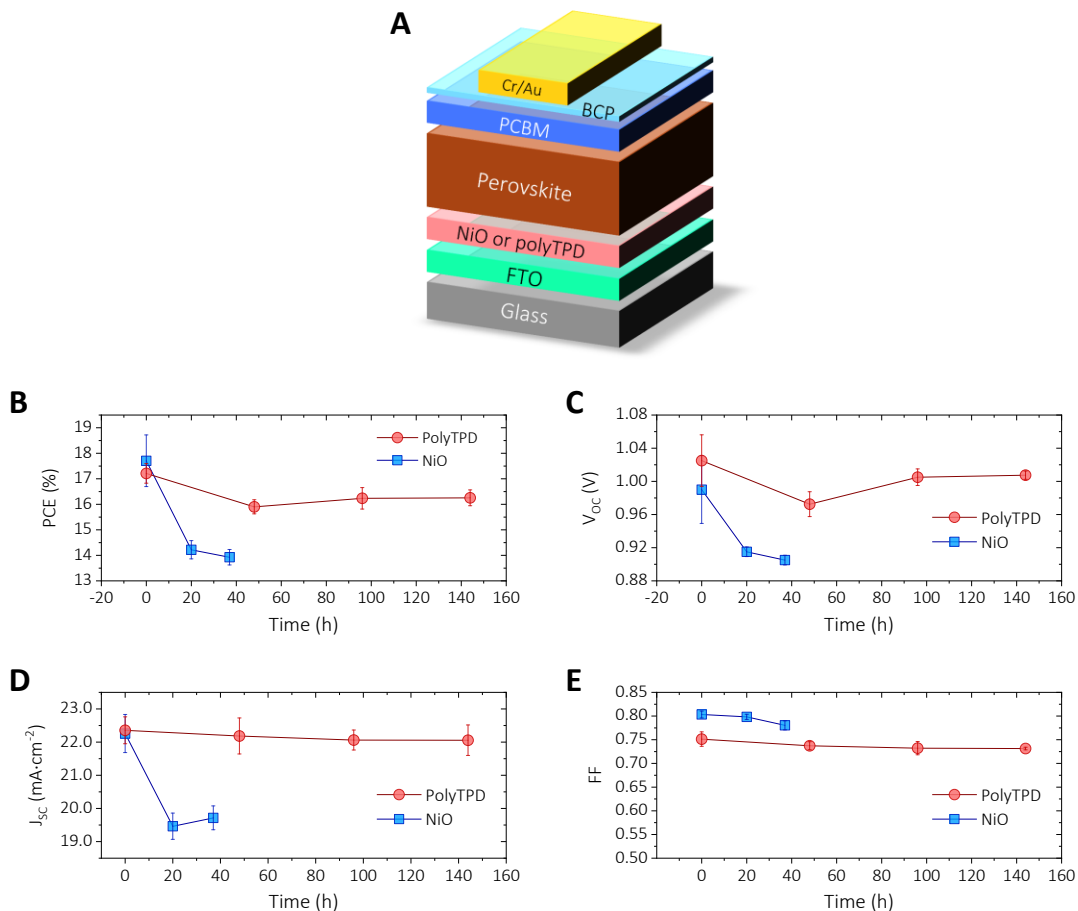 A
Cr/Au
BCP
PCBM
Perovskite
NiO or polyTPD
FTO
Glass
B
19
18
17
16
15
14
13
PCE (%)
PolyTPD
NiO
-20 0 20 40 60 80 100 120 140 160
Time (h)
C
1.08
1.04
1.00
0.96
0.92
0.88
V_OC (V)
PolyTPD
NiO
-20 0 20 40 60 80 100 120 140 160
Time (h)
D
23.0
22.0
21.0
20.0
19.0
J_SC (mA·cm⁻²)
PolyTPD
NiO
0 20 40 60 80 100 120 140 160
Time (h)
E
0.85
0.80
0.75
0.70
0.65
0.60
0.55
0.50
FF
PolyTPD
NiO
0 20 40 60 80 100 120 140 160
Time (h)